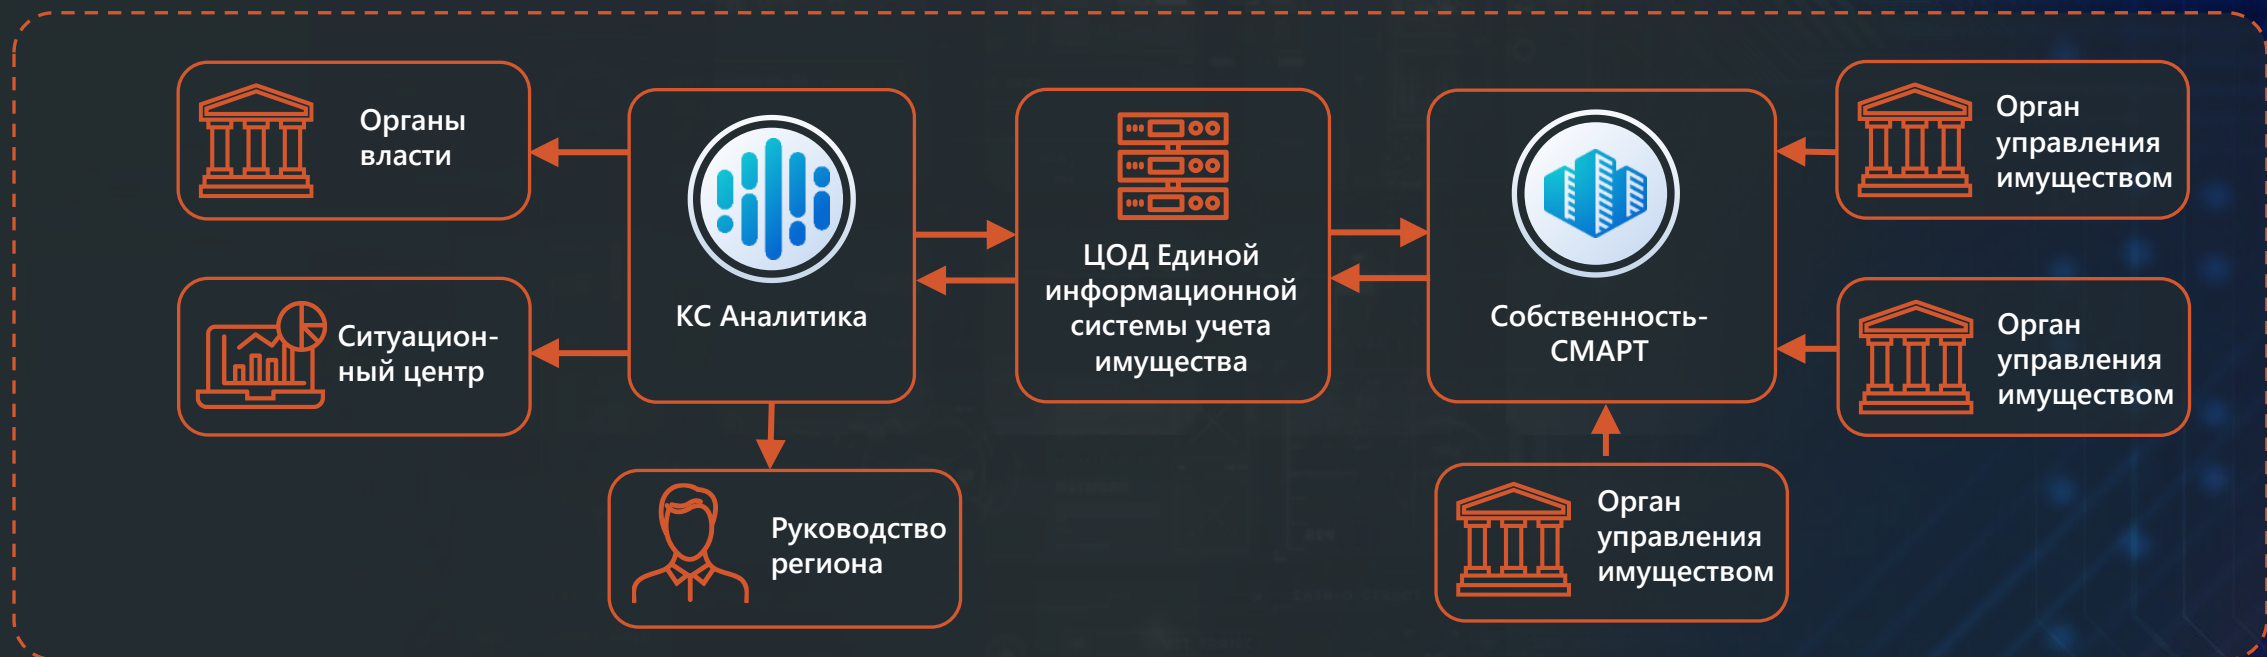 Органы
власти
Ситуацион-
ный центр
КС Аналитика
Руководство
региона
ЦОД Единой
информационной
системы учета
имущества
Собственность-
СМАРТ
Орган
управления
имуществом
Орган
управления
имуществом
Орган
управления
имуществом